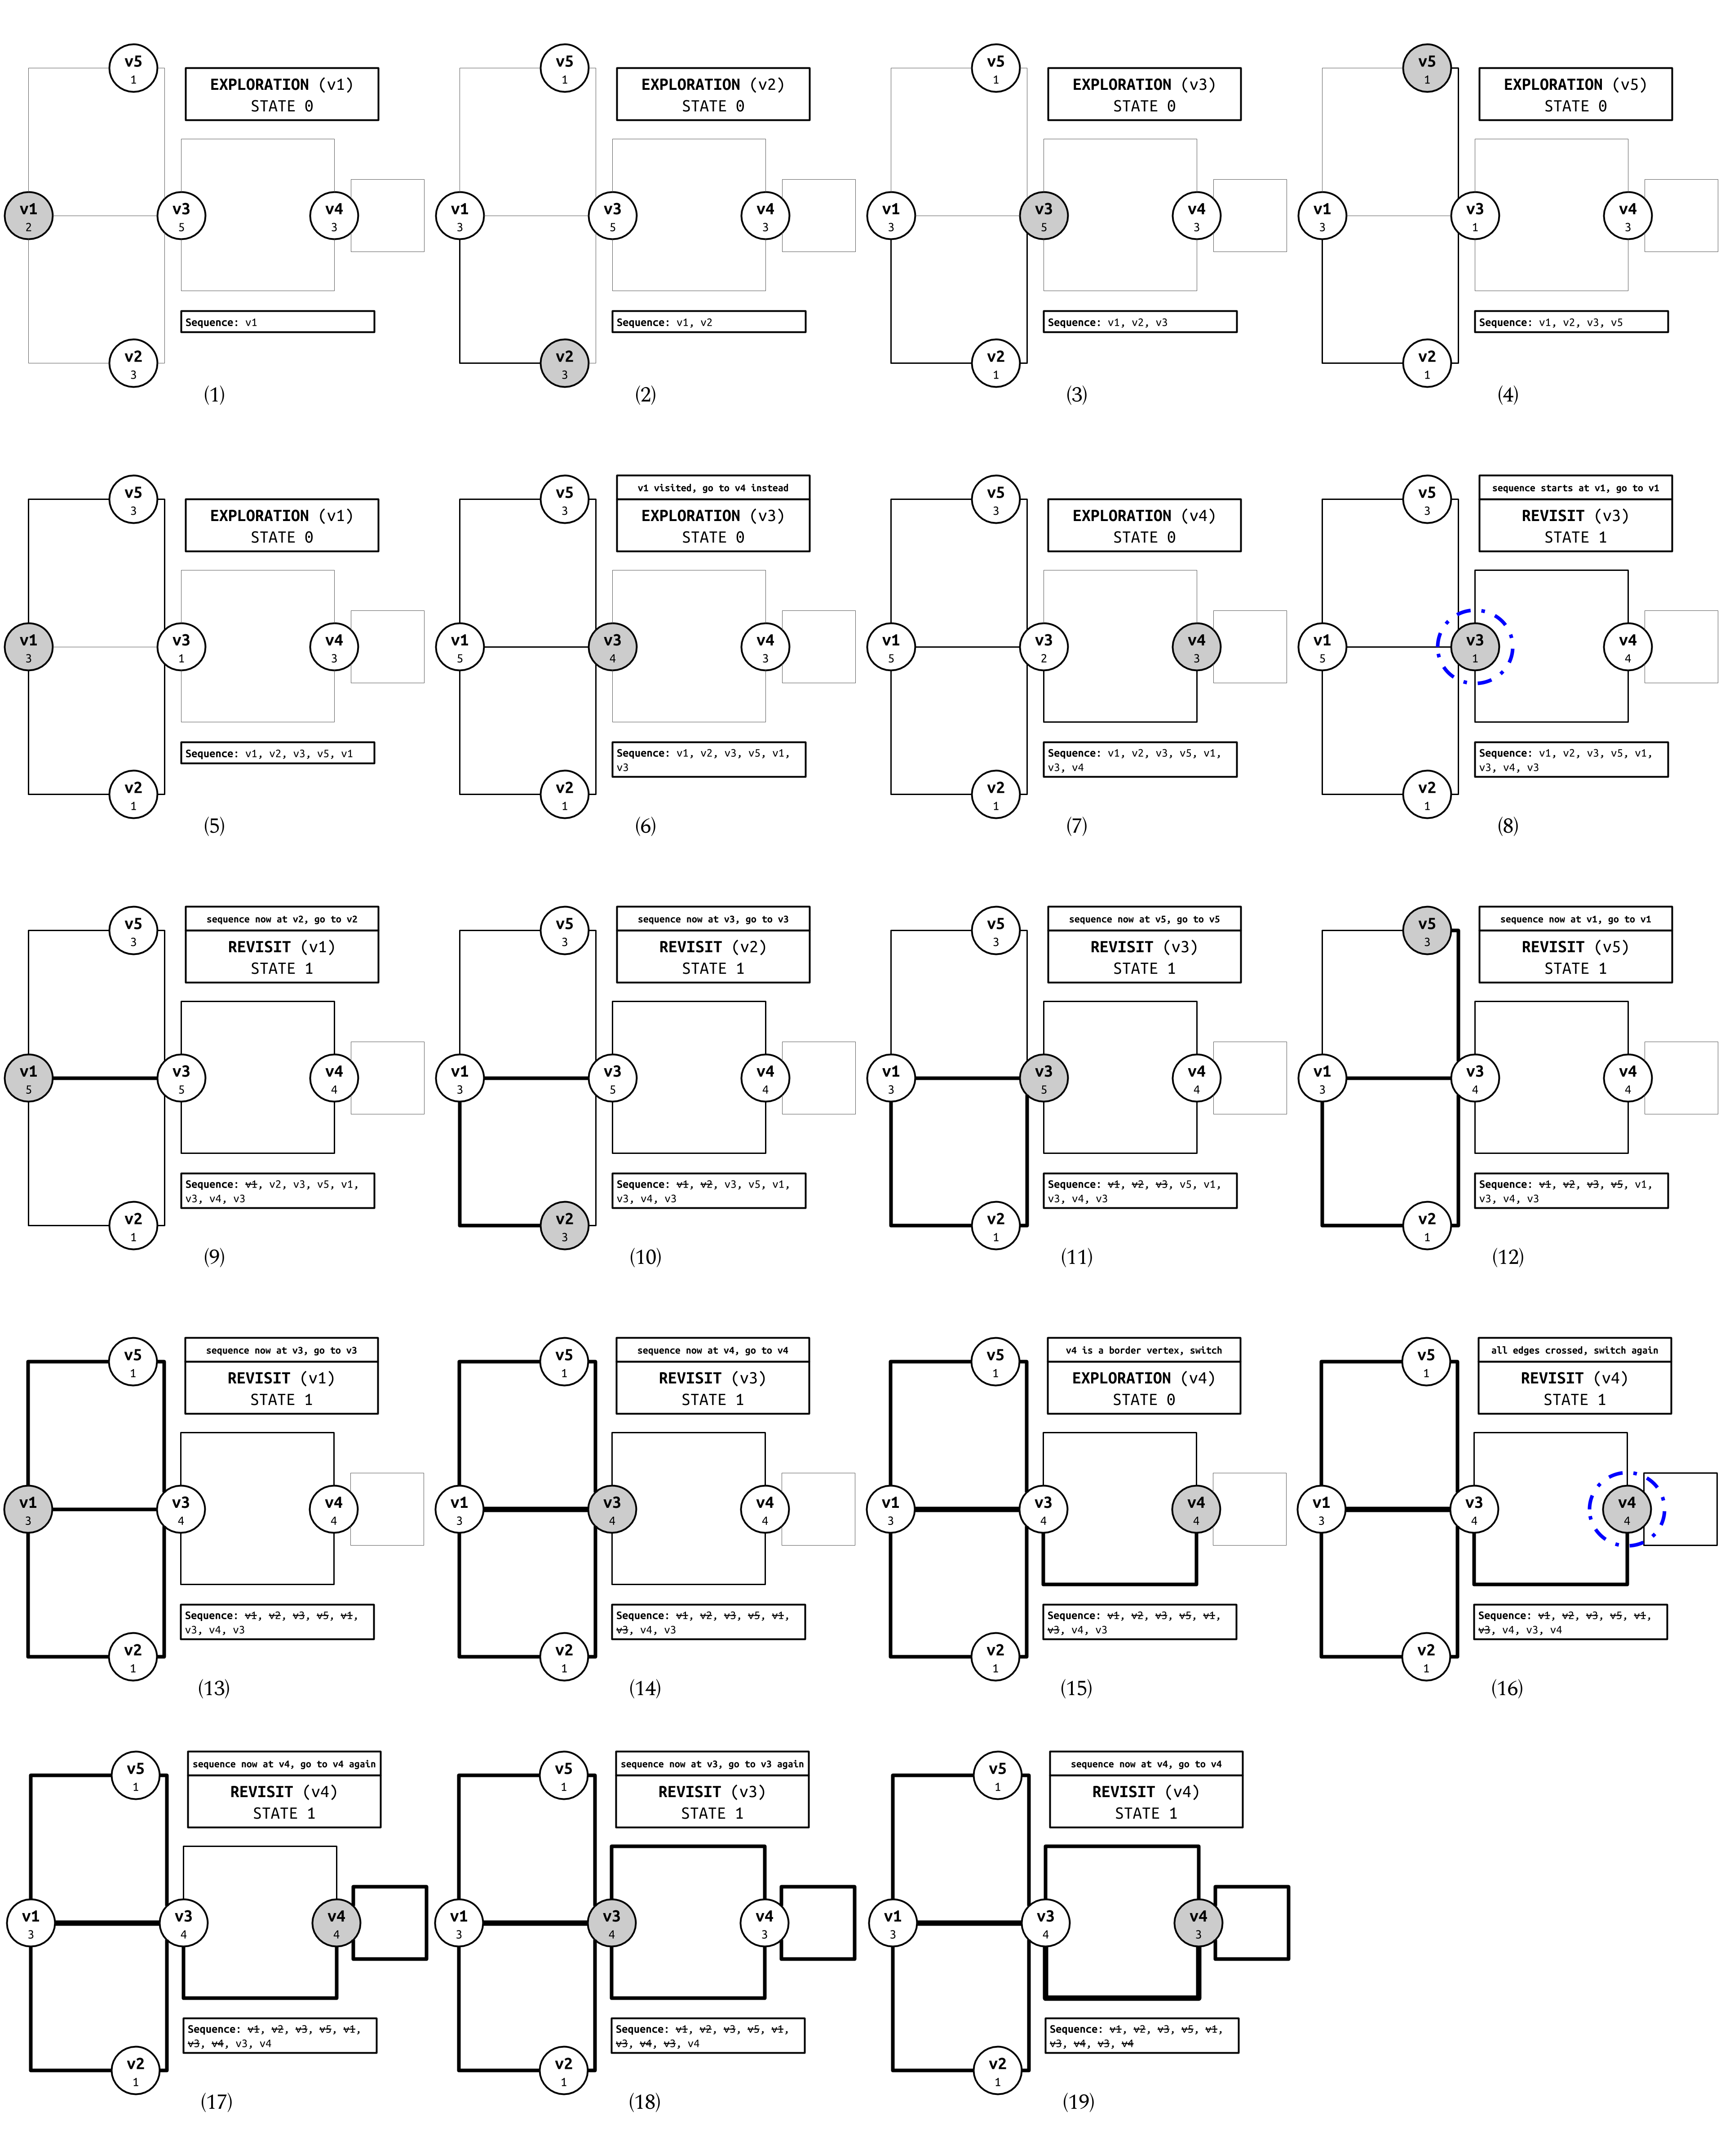 v5
1
EXPLORATION (v1)
STATE 0
v1
2
v3
5
v4
3
Sequence: v1
v2
3
(1)
v5
1
EXPLORATION (v2)
STATE 0
v1
3
v3
5
v4
3
Sequence: v1, v2
v2
3
(2)
v5
1
EXPLORATION (v3)
STATE 0
v1
3
v3
5
v4
3
Sequence: v1, v2, v3
v2
1
(3)
v5
1
EXPLORATION (v5)
STATE 0
v1
3
v3
1
v4
3
Sequence: v1, v2, v3, v5
v2
1
(4)
v5
3
EXPLORATION (v1)
STATE 0
v1
3
v3
1
v4
3
Sequence: v1, v2, v3, v5, v1
v2
1
(5)
v5
3
v1 visited, go to v4 instead
EXPLORATION (v3)
STATE 0
v1
5
v3
4
v4
3
Sequence: v1, v2, v3, v5, v1,
v3
v2
1
(6)
v5
3
EXPLORATION (v4)
STATE 0
v1
5
v3
2
v4
3
Sequence: v1, v2, v3, v5, v1,
v3, v4
v2
1
(7)
v5
3
sequence starts at v1, go to v1
REVISIT (v3)
STATE 1
v1
5
v3
1
v4
4
Sequence: v1, v2, v3, v5, v1,
v3, v4, v3
v2
1
(8)
v5
3
sequence now at v2, go to v2
REVISIT (v1)
STATE 1
v1
5
v3
5
v4
4
Sequence: v1, v2, v3, v5, v1,
v3, v4, v3
v2
1
(9)
v5
3
sequence now at v3, go to v3
REVISIT (v2)
STATE 1
v1
3
v3
5
v4
4
Sequence: v1, v2, v3, v5, v1,
v3, v4, v3
v2
3
(10)
v5
3
sequence now at v5, go to v5
REVISIT (v3)
STATE 1
v1
3
v3
5
v4
4
Sequence: v1, v2, v3, v5, v1,
v3, v4, v3
v2
1
(11)
v5
3
sequence now at v1, go to v1
REVISIT (v5)
STATE 1
v1
3
v3
4
v4
4
Sequence: v1, v2, v3, v5, v1,
v3, v4, v3
v2
1
(12)
v5
1
sequence now at v3, go to v3
REVISIT (v1)
STATE 1
v1
3
v3
4
v4
4
Sequence: v1, v2, v3, v5, v1,
v3, v4, v3
v2
1
(13)
v5
1
sequence now at v4, go to v4
REVISIT (v3)
STATE 1
v1
3
v3
4
v4
4
Sequence: v1, v2, v3, v5, v1,
v3, v4, v3
v2
1
(14)
v5
1
v4 is a border vertex, switch
EXPLORATION (v4)
STATE 0
v1
3
v3
4
v4
4
Sequence: v1, v2, v3, v5, v1,
v3, v4, v3
v2
1
(15)
v5
1
all edges crossed, switch again
REVISIT (v4)
STATE 1
v1
3
v3
4
v4
4
Sequence: v1, v2, v3, v5, v1,
v3, v4, v3, v4
v2
1
(16)
v5
1
sequence now at v4, go to v4 again
REVISIT (v4)
STATE 1
v1
3
v3
4
v4
4
Sequence: v1, v2, v3, v5, v1,
v3, v4, v3, v4
v2
1
(17)
v5
1
sequence now at v3, go to v3 again
REVISIT (v3)
STATE 1
v1
3
v3
4
v4
3
Sequence: v1, v2, v3, v5, v1,
v3, v4, v3, v4
v2
1
(18)
v5
1
sequence now at v4, go to v4
REVISIT (v4)
STATE 1
v1
3
v3
4
v4
3
Sequence: v1, v2, v3, v5, v1,
v3, v4, v3, v4
v2
1
(19)